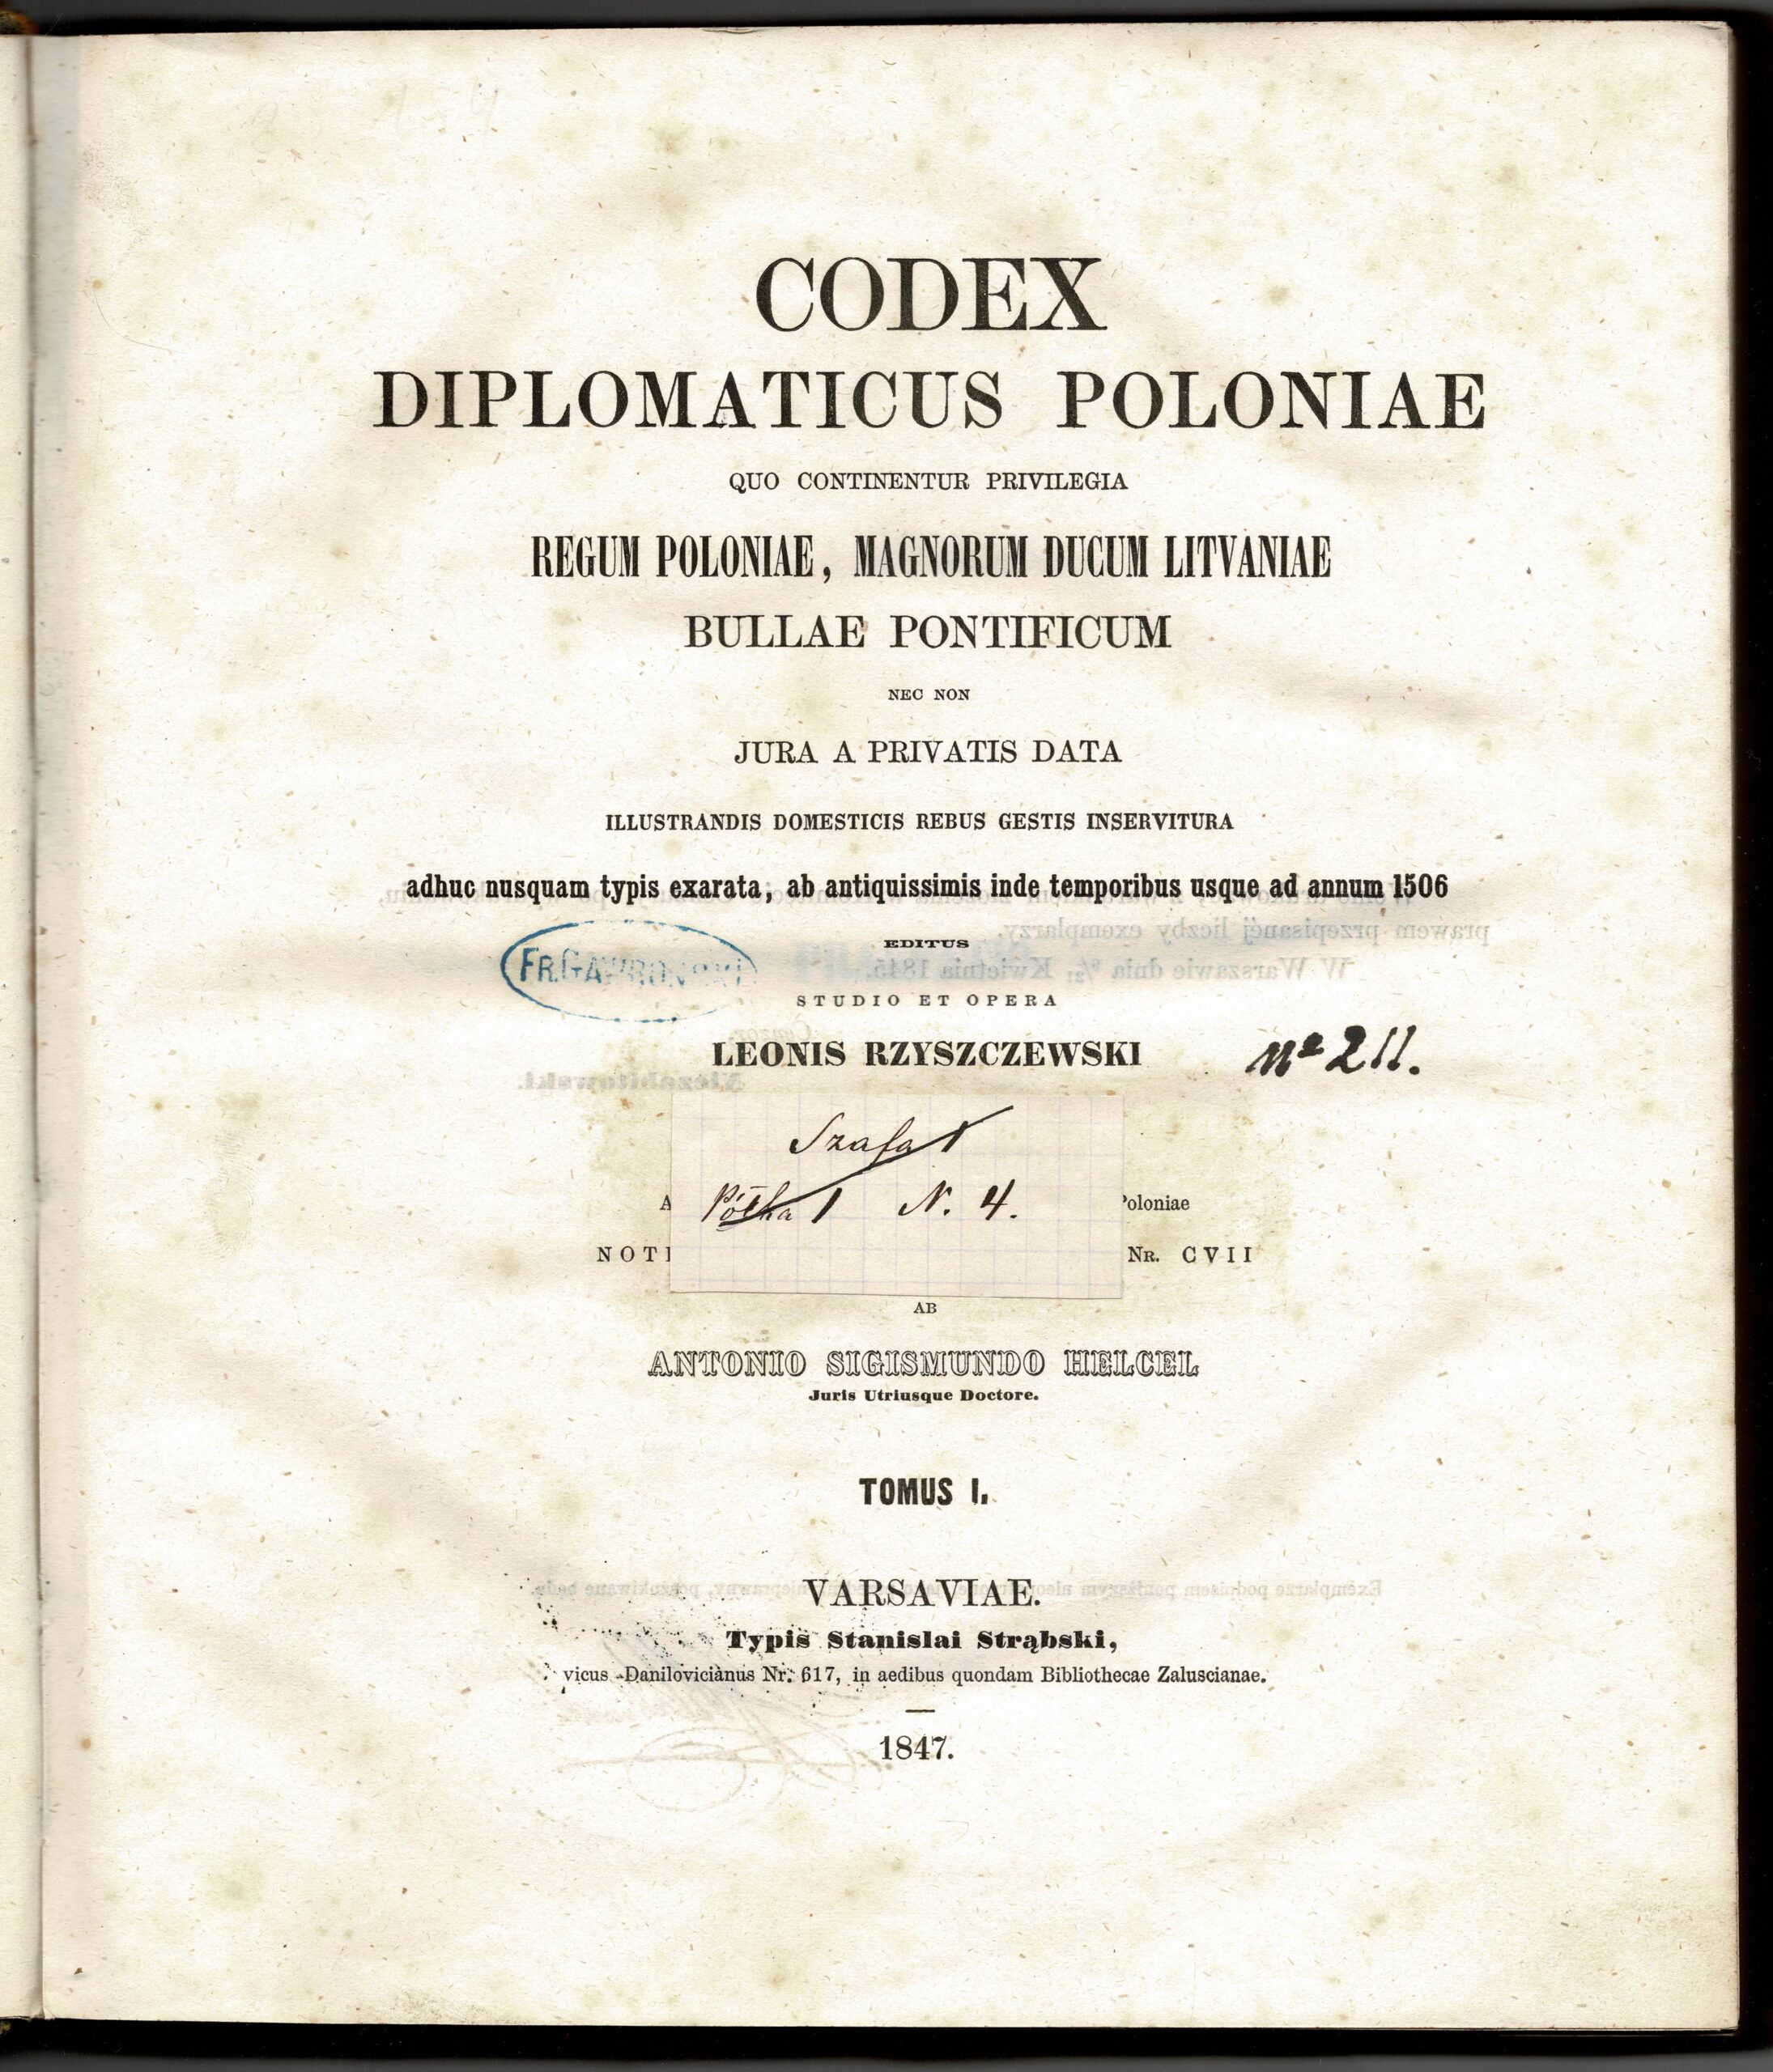 CODEX
DIPLOMATICUS POLONIAE
QUO CONTINENTUR PRIVILEGIA
REGUM POLONIAE, MAGNORUM DUCUM LITVANIAE
BULLAE PONTIFICUM
NEC NON
JURA A PRIVATIS DATA
ILLUSTRANDIS DOMESTICIS REBUS GESTIS INSERVITURA
adhuc nusquam typis exarata, ab antiquissimis inde temporibus usque ad annum 1506
EDITUS
FR. GAWROŃSKI
STUDIO ET OPERA
LEONIS RZYSZCZEWSKI
No 211.
Szafa 1
Półka 1 N. 4.
A oloniae
NOT NR. CVII
AB
ANTONIO SIGISMUNDO HELCEL
Juris Utriusque Doctore.
TOMUS I.
VARSAVIAE.
Typis Stanislai Strąbski,
vicus Danilovicianus Nr. 617, in aedibus quondam Bibliothecae Zaluscianae.
1847.